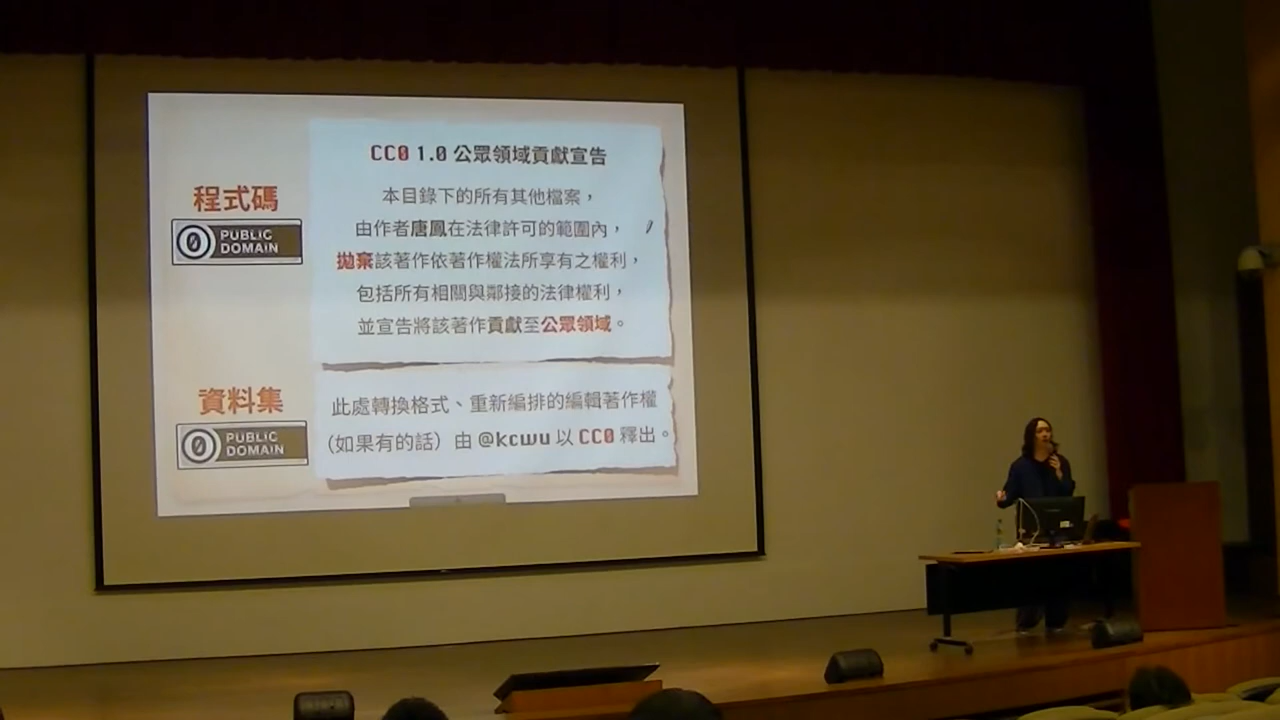 CC0 1.0 公眾領域貢獻宣告
程式碼
PUBLIC
DOMAIN
本目錄下的所有其他檔案，
由作者唐鳳在法律許可的範圍內，
拋棄該著作依著作權法所享有之權利，
包括所有相關與鄰接的法律權利，
並宣告將該著作貢獻至公眾領域。
資料集
PUBLIC
DOMAIN
此處轉換格式、重新編排的編輯著作權
（如果有的話）由 @kcwu 以 CC0 釋出。